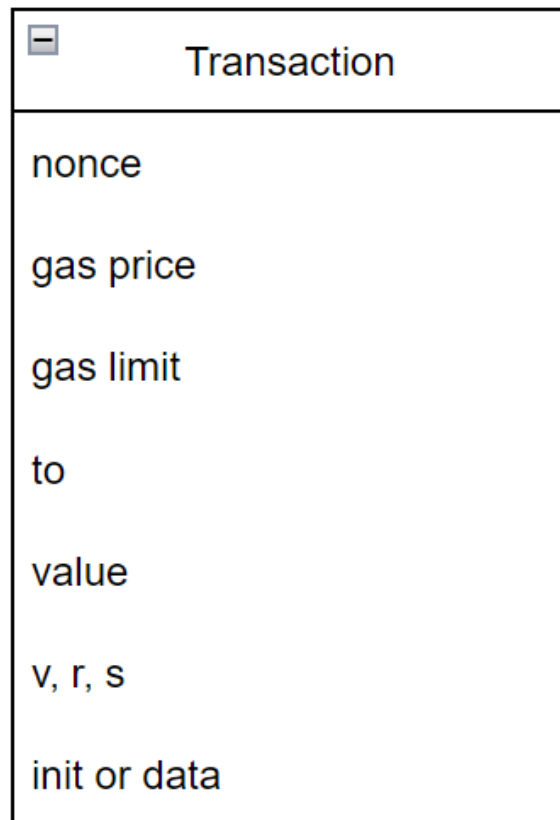 Transaction
nonce
gas price
gas limit
to
value
v, r, s
init or data